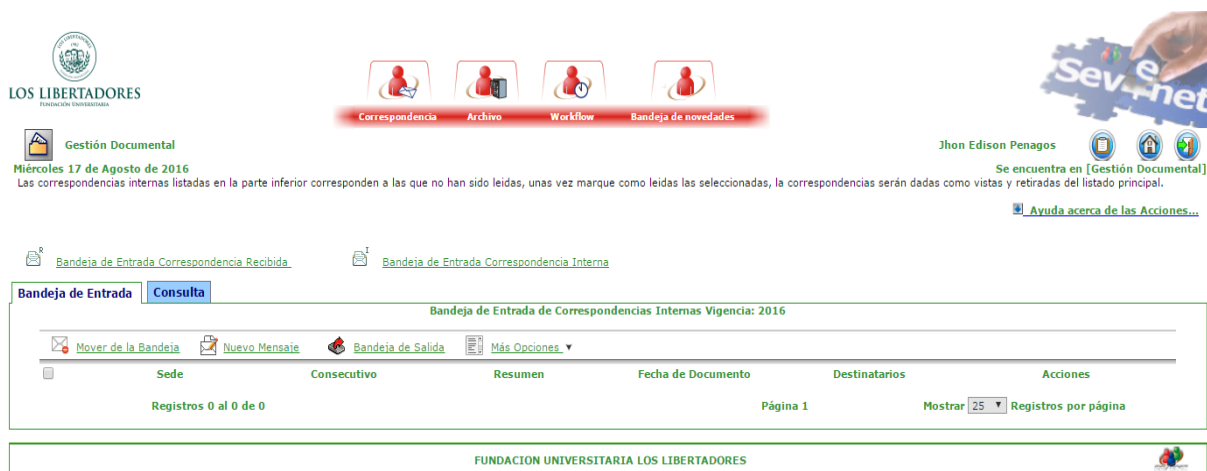 LOS LIBERTADORES
FUNDACIÓN UNIVERSITARIA
Sevenet
Correspondencia Archivo Workflow Bandeja de novedades
Gestión Documental
Jhon Edison Penagos
Miércoles 17 de Agosto de 2016
Se encuentra en [Gestión Documental]
Las correspondencias internas listadas en la parte inferior corresponden a las que no han sido leidas, unas vez marque como leidas las seleccionadas, la correspondencias serán dadas como vistas y retiradas del listado principal.
Ayuda acerca de las Acciones...
R Bandeja de Entrada Correspondencia Recibida I Bandeja de Entrada Correspondencia Interna
Bandeja de Entrada Consulta
Bandeja de Entrada de Correspondencias Internas Vigencia: 2016
Mover de la Bandeja Nuevo Mensaje Bandeja de Salida Más Opciones ▼
Sede Consecutivo Resumen Fecha de Documento Destinatarios Acciones
Registros 0 al 0 de 0 Página 1 Mostrar 25 ▼ Registros por página
FUNDACION UNIVERSITARIA LOS LIBERTADORES